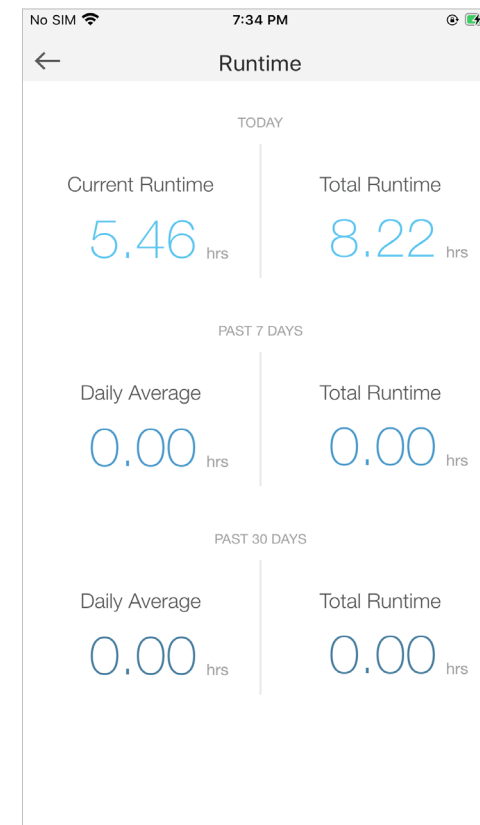 No SIM 7:34 PM
Runtime
TODAY
Current Runtime Total Runtime
5.46 hrs 8.22 hrs
PAST 7 DAYS
Daily Average Total Runtime
0.00 hrs 0.00 hrs
PAST 30 DAYS
Daily Average Total Runtime
0.00 hrs 0.00 hrs